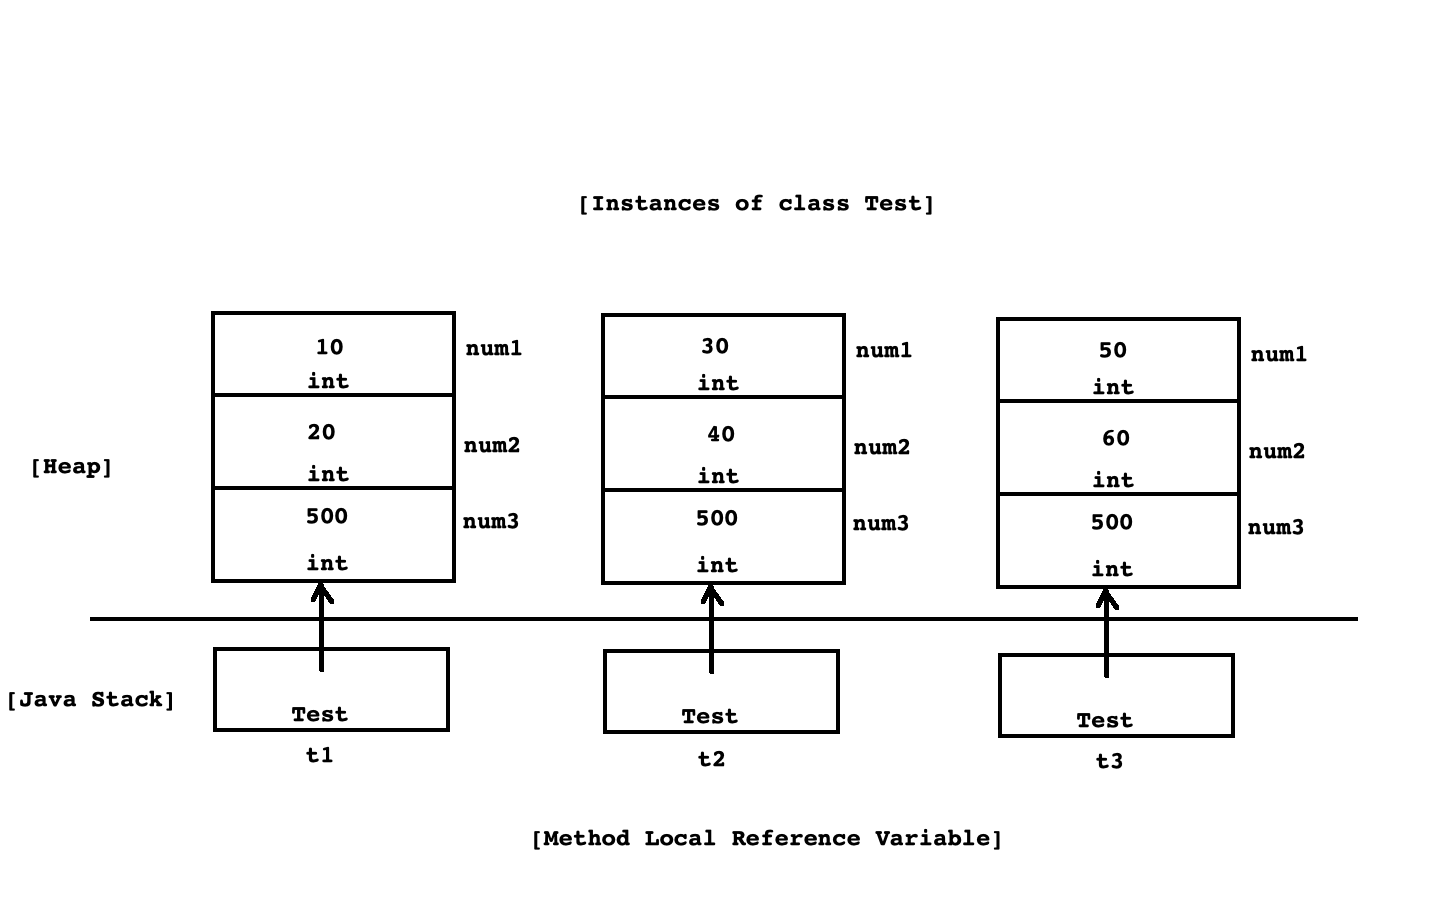 [Instances of class Test]
10
int
num1
30
int
num1
50
int
num1
20
int
num2
40
int
num2
60
int
num2
[Heap]
500
int
num3
500
int
num3
500
int
num3
[Java Stack]
Test
t1
Test
t2
Test
t3
[Method Local Reference Variable]